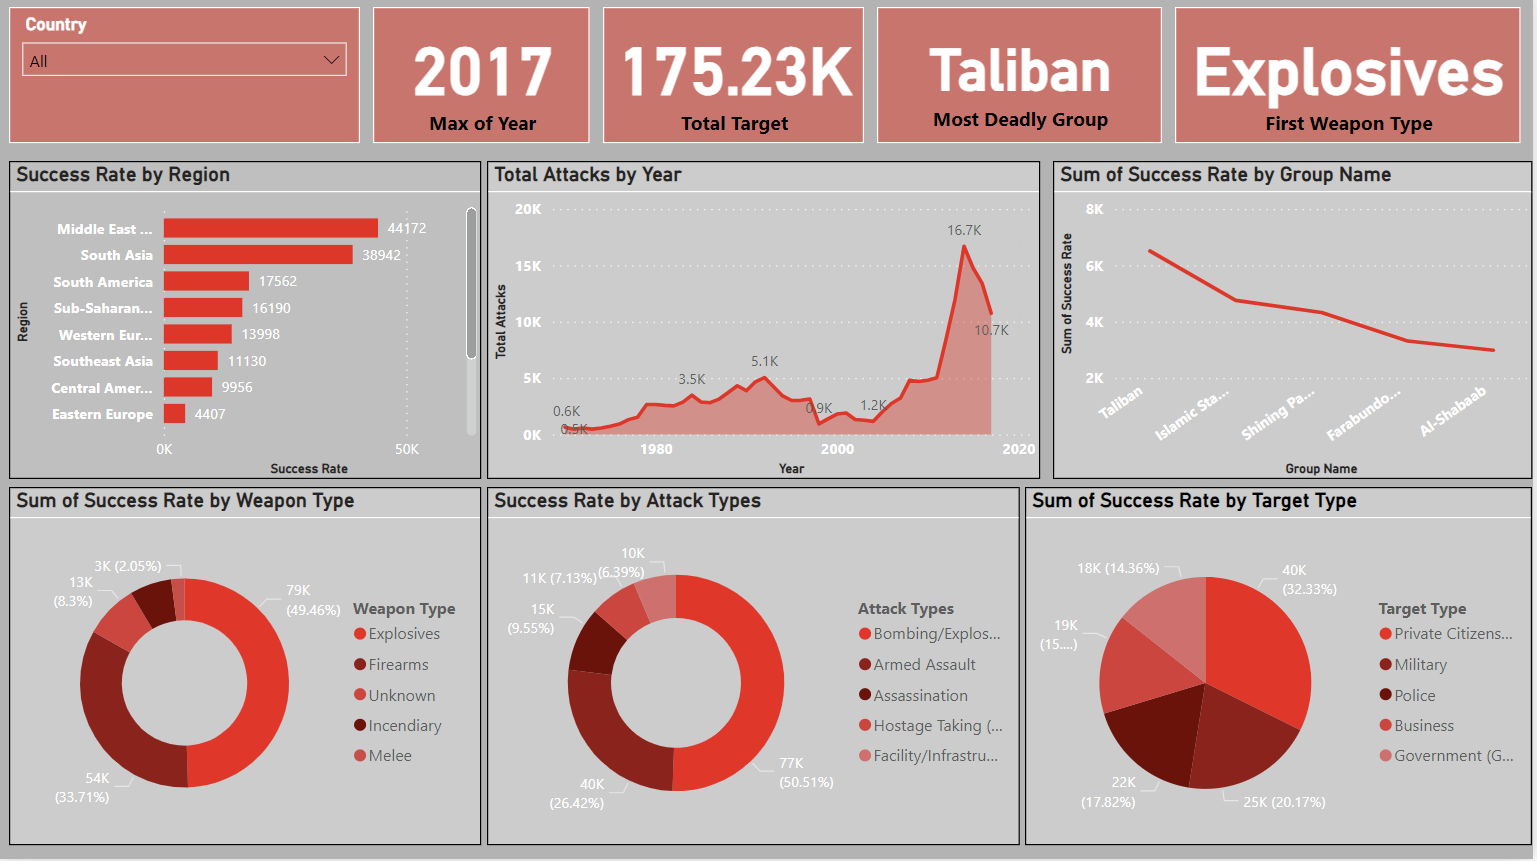 Country
All
2017
Max of Year
175.23K
Total Target
Taliban
Most Deadly Group
Explosives
First Weapon Type
Success Rate by Region
Region
Middle East ...
44172
South Asia
38942
South America
17562
Sub-Saharan...
16190
Western Eur...
13998
Southeast Asia
11130
Central Amer...
9956
Eastern Europe
4407
0K
50K
Success Rate
Total Attacks by Year
Total Attacks
20K
15K
10K
5K
0K
0.6K
0.5K
3.5K
5.1K
0.9K
1.2K
16.7K
10.7K
1980
2000
2020
Year
Sum of Success Rate by Group Name
Sum of Success Rate
8K
6K
4K
2K
Taliban
Islamic Sta...
Shining Pa...
Farabundo...
Al-Shabaab
Group Name
Sum of Success Rate by Weapon Type
3K (2.05%)
13K
(8.3%)
79K
(49.46%)
54K
(33.71%)
Weapon Type
Explosives
Firearms
Unknown
Incendiary
Melee
Success Rate by Attack Types
10K
(6.39%)
11K (7.13%)
15K
(9.55%)
40K
(26.42%)
77K
(50.51%)
Attack Types
Bombing/Explos...
Armed Assault
Assassination
Hostage Taking (...
Facility/Infrastru...
Sum of Success Rate by Target Type
18K (14.36%)
40K
(32.33%)
19K
(15....)
22K
(17.82%)
25K (20.17%)
Target Type
Private Citizens...
Military
Police
Business
Government (G...